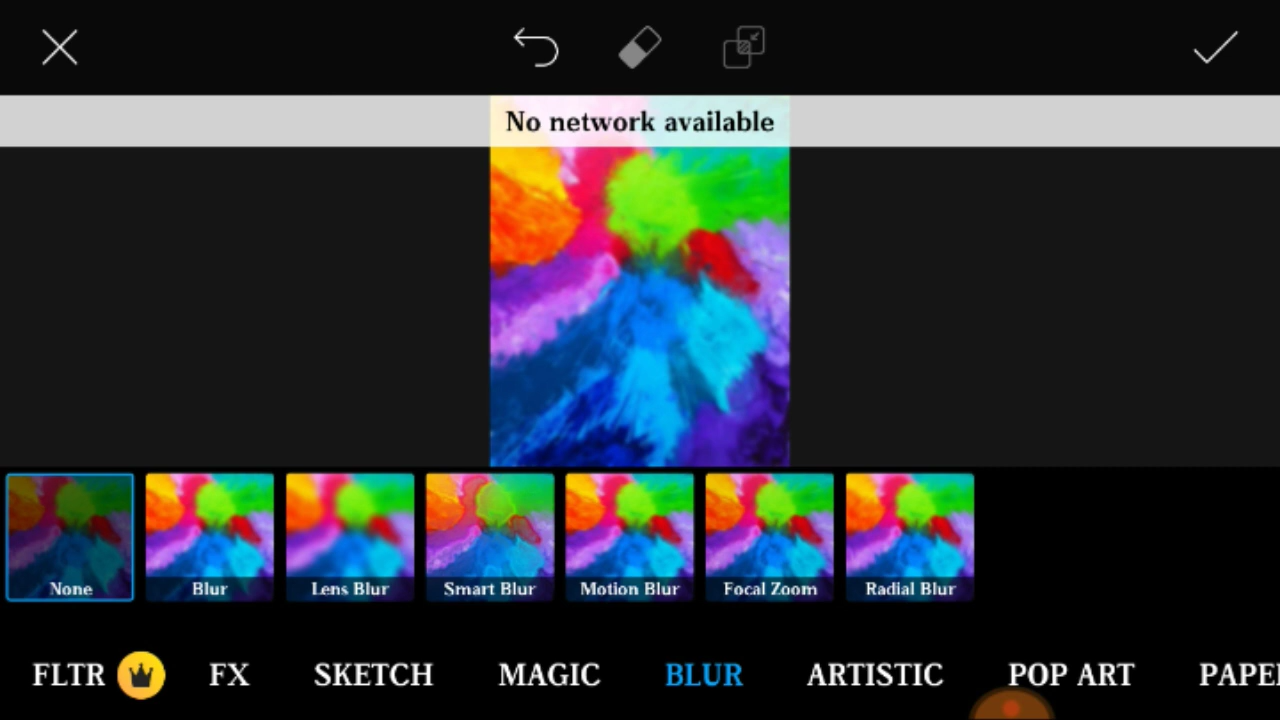 No network available
None
Blur
Lens Blur
Smart Blur
Motion Blur
Focal Zoom
Radial Blur
FLTR
FX
SKETCH
MAGIC
BLUR
ARTISTIC
POP ART
PAPE